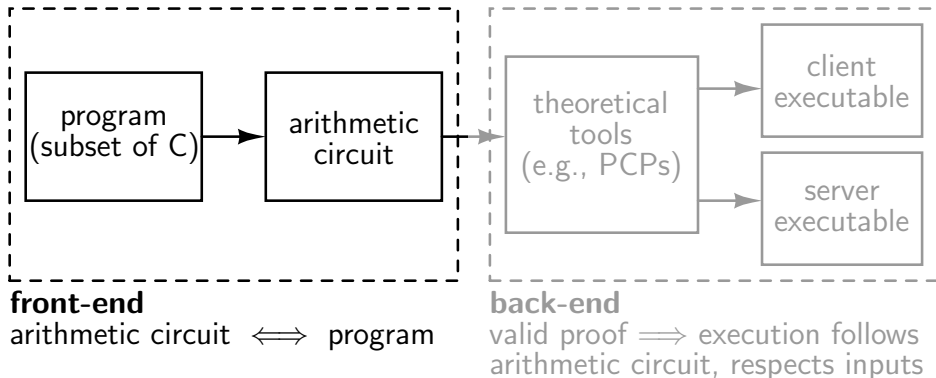 program
(subset of C)
arithmetic
circuit
theoretical
tools
(e.g., PCPs)
client
executable
server
executable
front-end
arithmetic circuit ⟺ program
back-end
valid proof ⟹ execution follows
arithmetic circuit, respects inputs